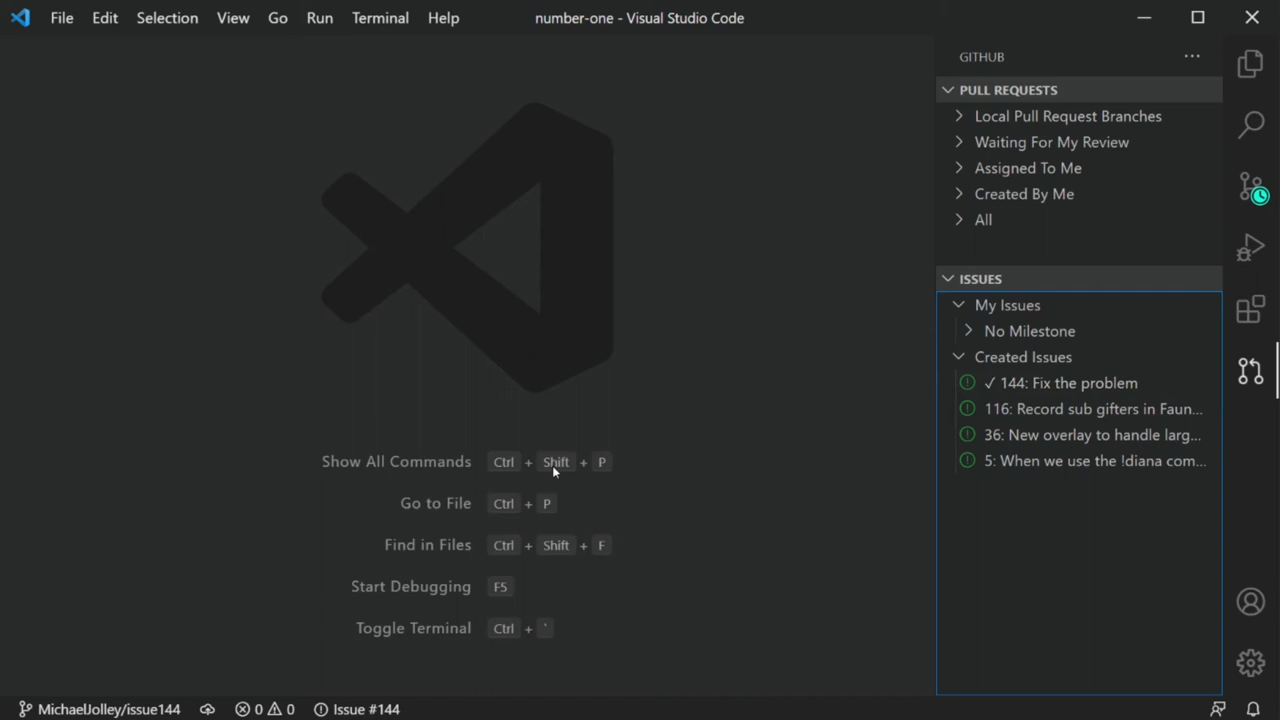 File Edit Selection View Go Run Terminal Help number-one - Visual Studio Code
GITHUB
PULL REQUESTS
Local Pull Request Branches
Waiting For My Review
Assigned To Me
Created By Me
All
ISSUES
My Issues
No Milestone
Created Issues
✓ 144: Fix the problem
116: Record sub gifters in Faun...
36: New overlay to handle larg...
5: When we use the !diana com...
Show All Commands Ctrl + Shift + P
Go to File Ctrl + P
Find in Files Ctrl + Shift + F
Start Debugging F5
Toggle Terminal Ctrl + `
MichaelJolley/issue144 0 0 Issue #144